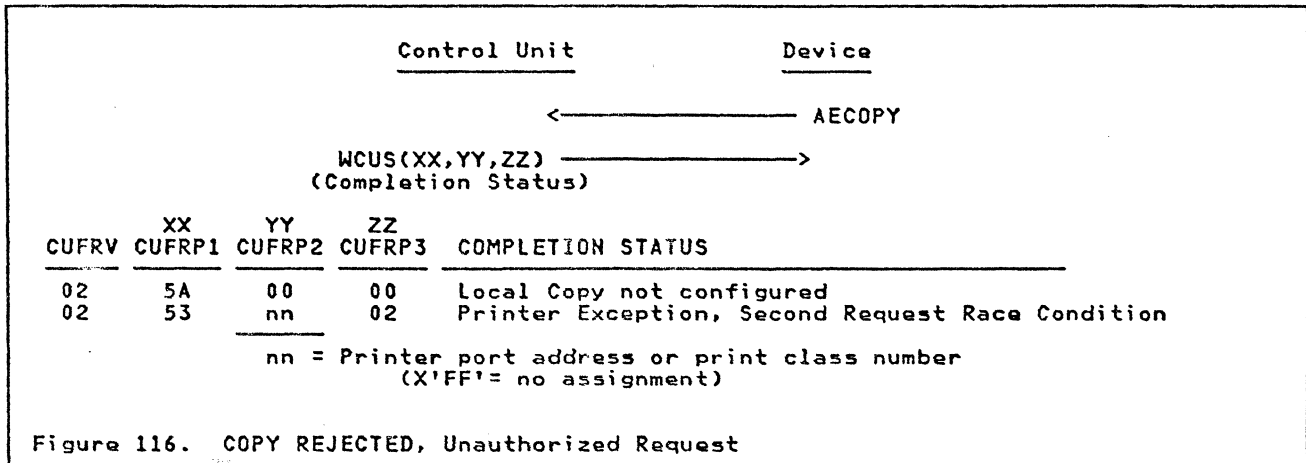 Control Unit Device
<—————— AECOPY
WCUS(XX,YY,ZZ) ——————>
(Completion Status)
XX YY ZZ
CUFRV CUFRP1 CUFRP2 CUFRP3 COMPLETION STATUS
02 5A 00 00 Local Copy not configured
02 53 nn 02 Printer Exception, Second Request Race Condition
nn = Printer port address or print class number
(X'FF'= no assignment)
Figure 116. COPY REJECTED, Unauthorized Request